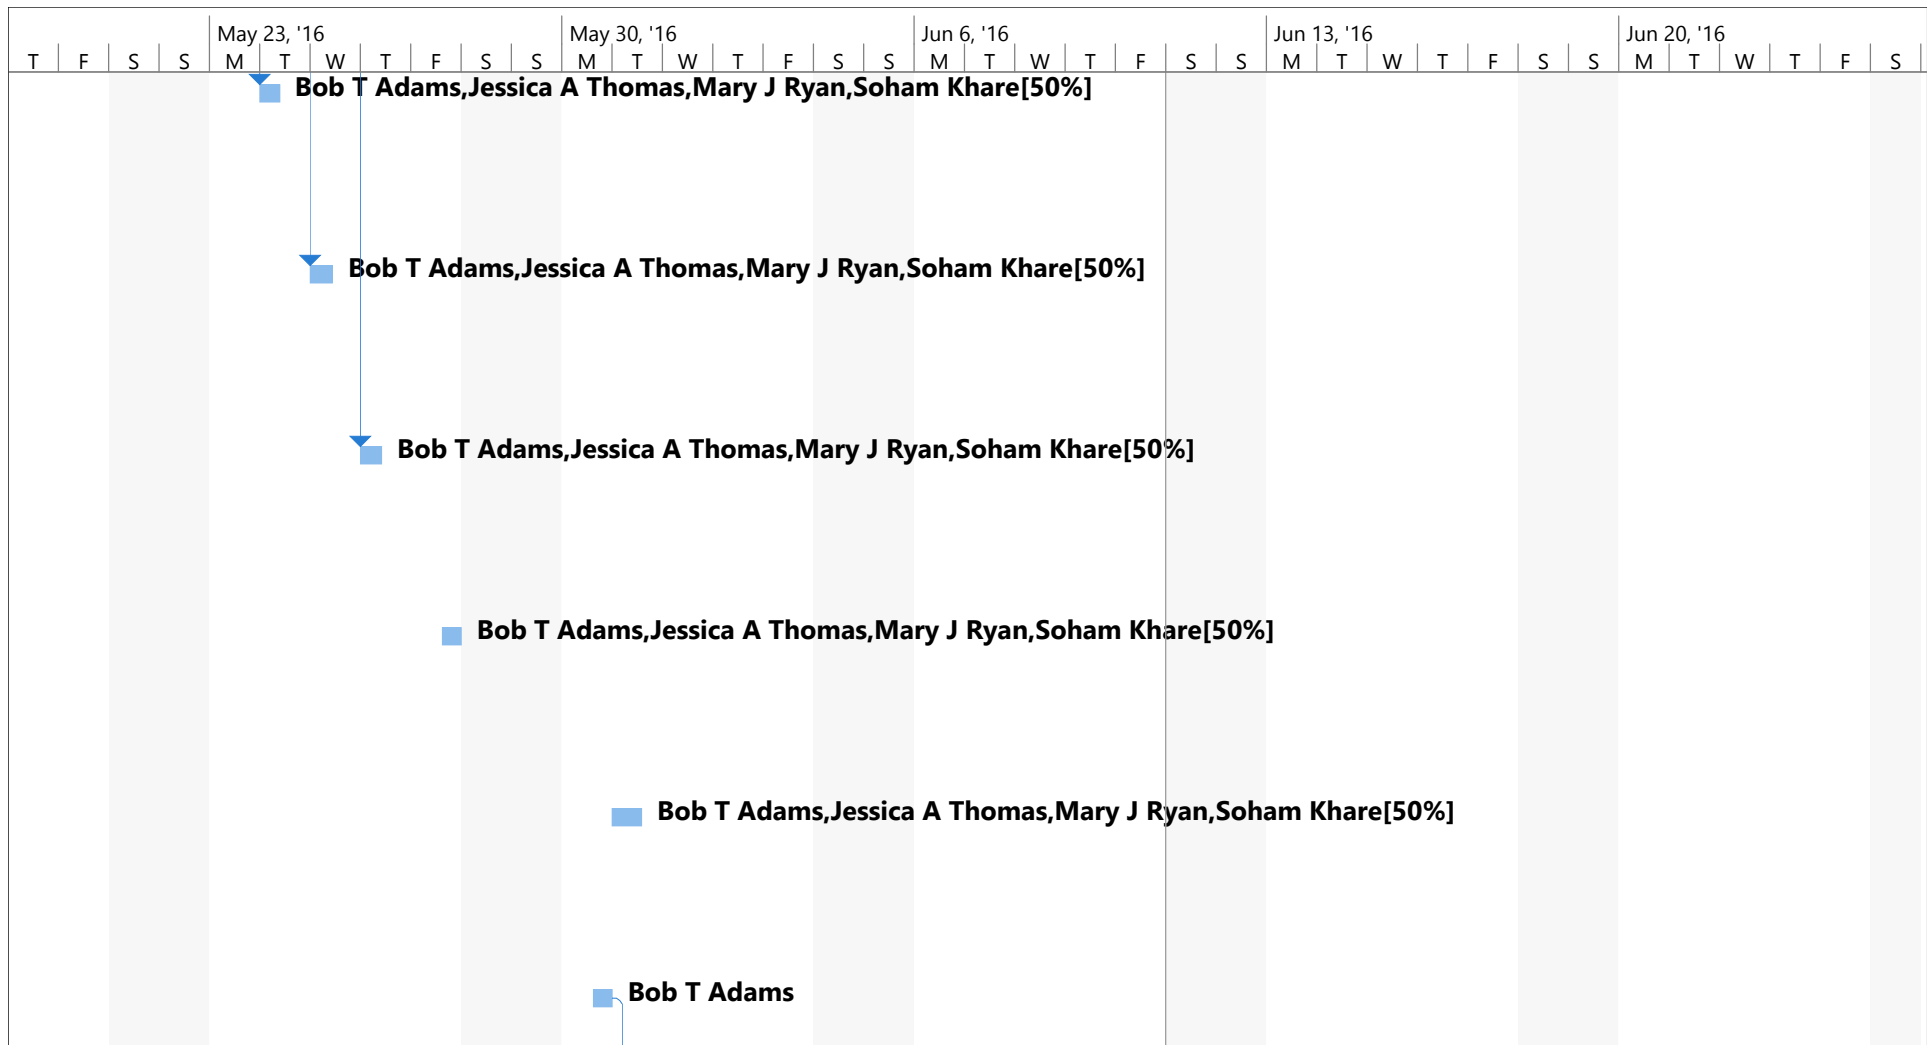 May 23, '16 May 30, '16 Jun 6, '16 Jun 13, '16 Jun 20, '16
T F S S M T W T F S S M T W T F S S M T W T F S S M T W T F S S M T W T F S
Bob T Adams,Jessica A Thomas,Mary J Ryan,Soham Khare[50%]
Bob T Adams,Jessica A Thomas,Mary J Ryan,Soham Khare[50%]
Bob T Adams,Jessica A Thomas,Mary J Ryan,Soham Khare[50%]
Bob T Adams,Jessica A Thomas,Mary J Ryan,Soham Khare[50%]
Bob T Adams,Jessica A Thomas,Mary J Ryan,Soham Khare[50%]
Bob T Adams